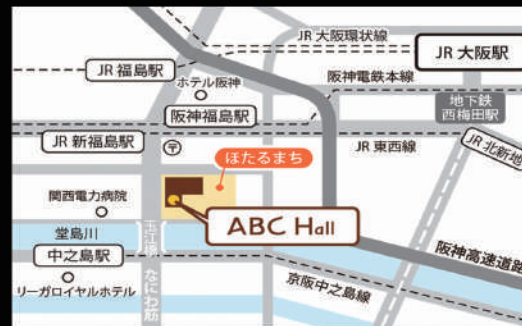 JR 大阪環状線
JR 大阪駅
JR 福島駅
ホテル阪神
阪神電鉄本線
阪神福島駅
地下鉄
西梅田駅
JR 新福島駅
〒
JR 東西線
JR 北新地
ほたるまち
関西電力病院
ABC Hall
堂島川
玉江橋
なにわ筋
中之島駅
阪神高速道路
京阪中之島線
リーガロイヤルホテル